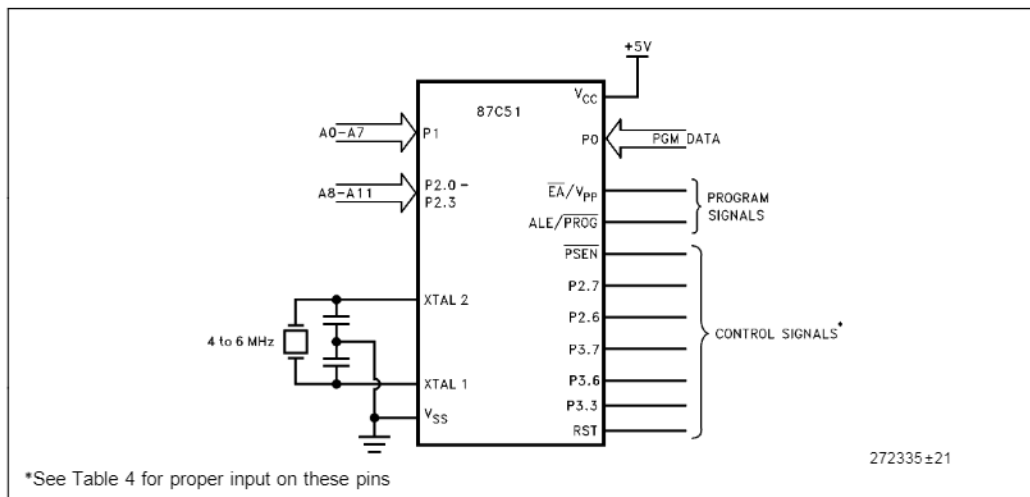 +5V
VCC
87C51
A0-A7
P1
P0
PGM DATA
A8-A11
P2.0-
P2.3
EA/VPP
ALE/PROG
PROGRAM
SIGNALS
PSEN
P2.7
P2.6
P3.7
P3.6
P3.3
RST
CONTROL SIGNALS*
XTAL 2
4 to 6 MHz
XTAL 1
VSS
272335±21
*See Table 4 for proper input on these pins